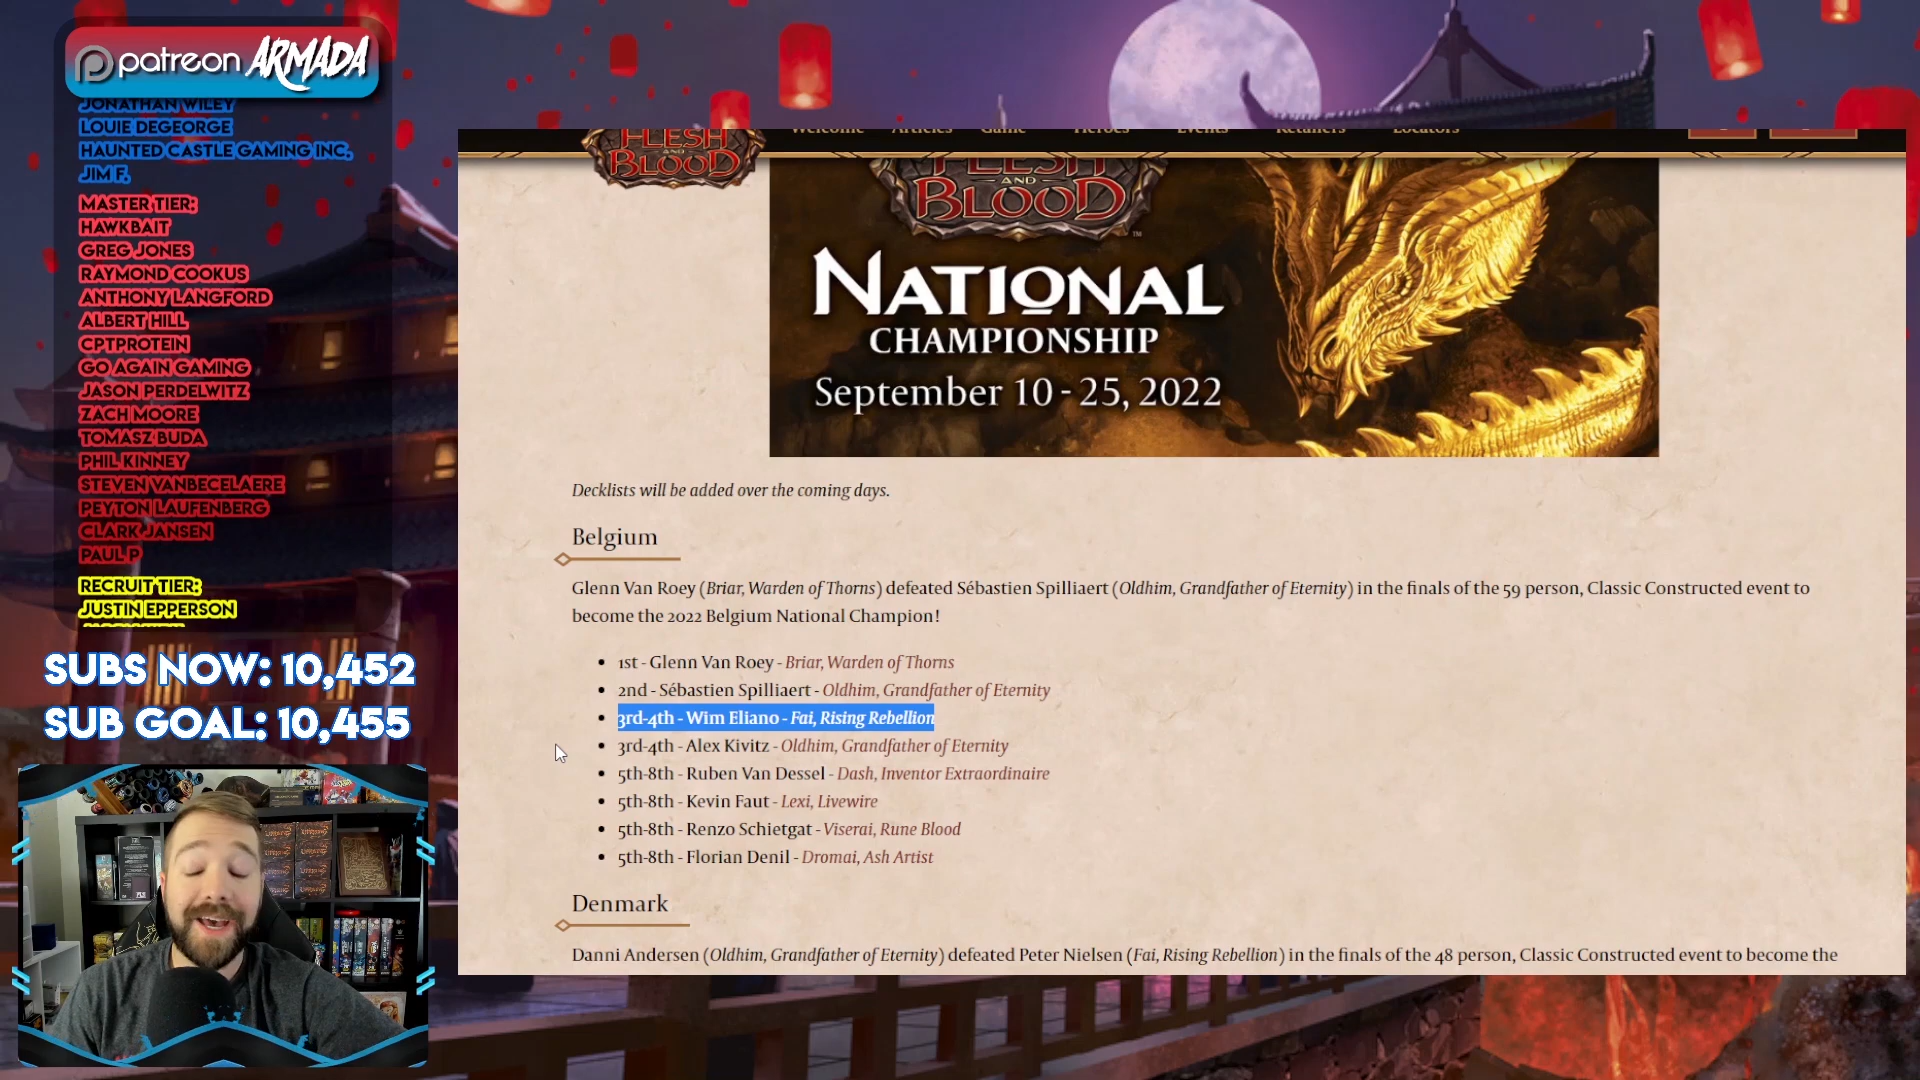 patreon ARMADA
JONATHAN WILEY
LOUIE DEGEORGE
HAUNTED CASTLE GAMING INC.
JIM F.
MASTER TIER:
HAWKBAIT
GREG JONES
RAYMOND COOKUS
ANTHONY LANGFORD
ALBERT HILL
CPTPROTEIN
GO AGAIN GAMING
JASON PERDELWITZ
ZACH MOORE
TOMASZ BUDA
PHIL KINNEY
STEVEN VANBECELAERE
PEYTON LAUFENBERG
CLARK JANSEN
PAUL P
RECRUIT TIER:
JUSTIN EPPERSON
SUBS NOW: 10,452
SUB GOAL: 10,455
FLESH AND BLOOD
Welcome Articles Game Heroes Events Retailers Locators
FLESH
AND
BLOOD™
NATIONAL
CHAMPIONSHIP
September 10 - 25, 2022
Decklists will be added over the coming days.
Belgium
Glenn Van Roey (Briar, Warden of Thorns) defeated Sébastien Spilliaert (Oldhim, Grandfather of Eternity) in the finals of the 59 person, Classic Constructed event to
become the 2022 Belgium National Champion!
• 1st - Glenn Van Roey - Briar, Warden of Thorns
• 2nd - Sébastien Spilliaert - Oldhim, Grandfather of Eternity
• 3rd-4th - Wim Eliano - Fai, Rising Rebellion
• 3rd-4th - Alex Kivitz - Oldhim, Grandfather of Eternity
• 5th-8th - Ruben Van Dessel - Dash, Inventor Extraordinaire
• 5th-8th - Kevin Faut - Lexi, Livewire
• 5th-8th - Renzo Schietgat - Viserai, Rune Blood
• 5th-8th - Florian Denil - Dromai, Ash Artist
Denmark
Danni Andersen (Oldhim, Grandfather of Eternity) defeated Peter Nielsen (Fai, Rising Rebellion) in the finals of the 48 person, Classic Constructed event to become the